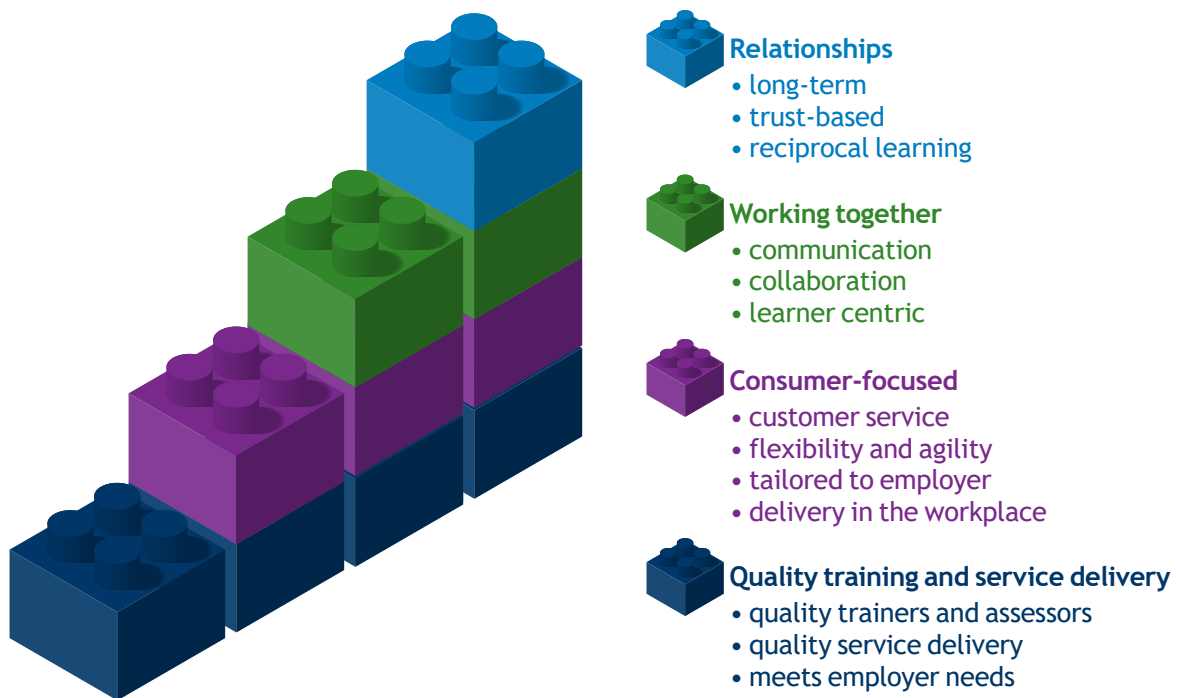 Relationships
• long-term
• trust-based
• reciprocal learning
Working together
• communication
• collaboration
• learner centric
Consumer-focused
• customer service
• flexibility and agility
• tailored to employer
• delivery in the workplace
Quality training and service delivery
• quality trainers and assessors
• quality service delivery
• meets employer needs